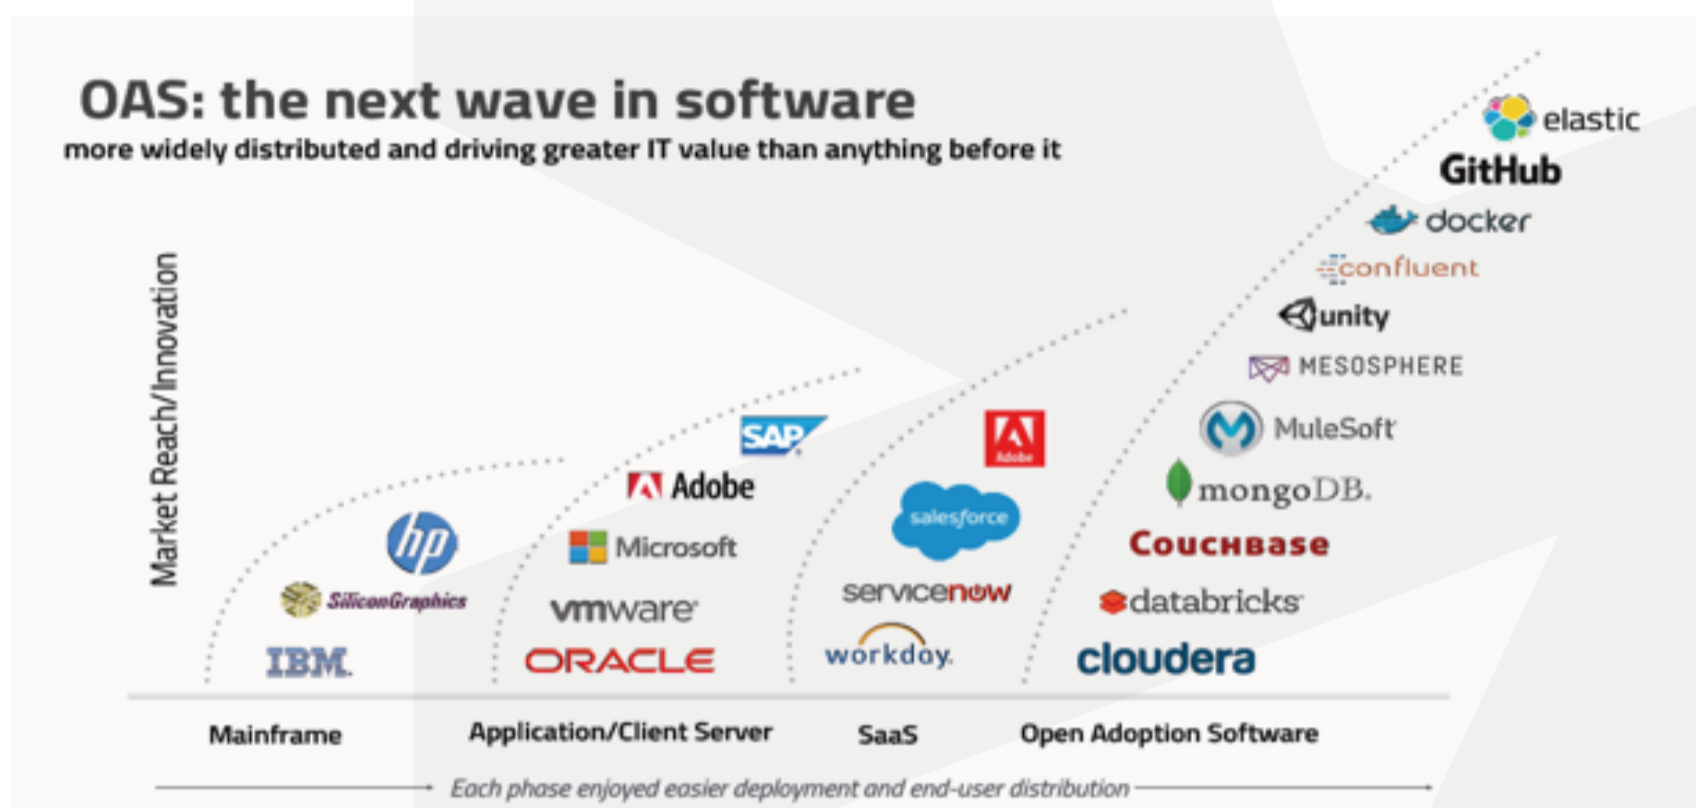 OAS: the next wave in software
more widely distributed and driving greater IT value than anything before it
Market Reach/Innovation
hp
SiliconGraphics
IBM.
SAP
Adobe
Microsoft
vmware
ORACLE
Adobe
salesforce
servicenow
workday.
elastic
GitHub
docker
confluent
unity
MESOSPHERE
MuleSoft
mongoDB.
COUCHBASE
databricks
cloudera
Mainframe
Application/Client Server
SaaS
Open Adoption Software
Each phase enjoyed easier deployment and end-user distribution